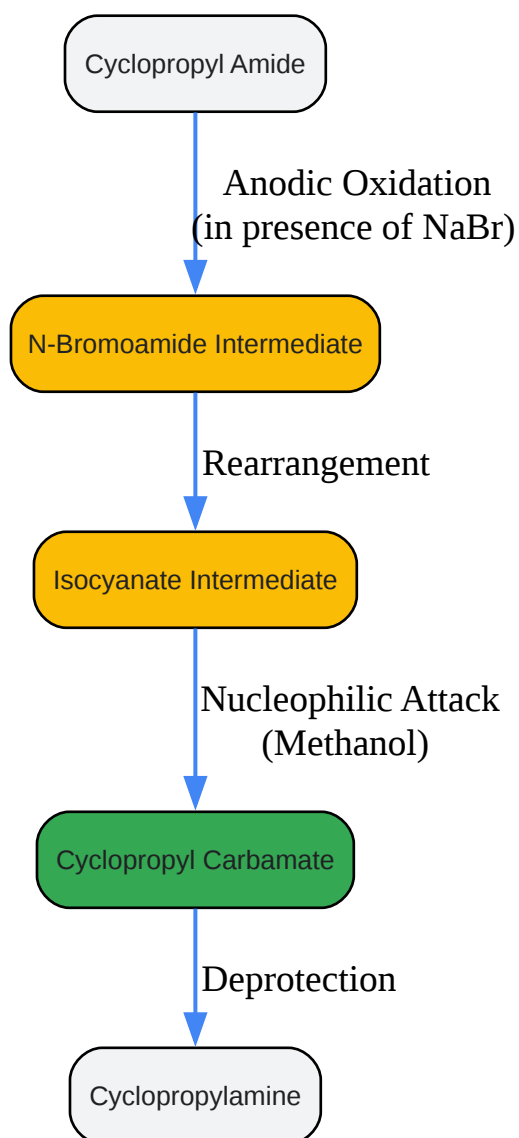 Cyclopropyl Amide
Anodic Oxidation
(in presence of NaBr)
N-Bromoamide Intermediate
Rearrangement
Isocyanate Intermediate
Nucleophilic Attack
(Methanol)
Cyclopropyl Carbamate
Deprotection
Cyclopropylamine